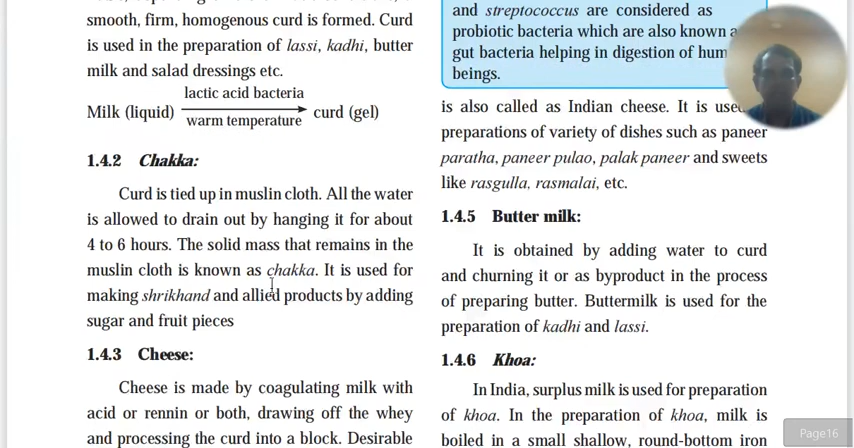 smooth, firm, homogenous curd is formed. Curd
is used in the preparation of lassi, kadhi, butter
milk and salad dressings etc.
Milk (liquid) lactic acid bacteria warm temperature curd (gel)
1.4.2 Chakka:
Curd is tied up in muslin cloth. All the water
is allowed to drain out by hanging it for about
4 to 6 hours. The solid mass that remains in the
muslin cloth is known as chakka. It is used for
making shrikhand and allied products by adding
sugar and fruit pieces
1.4.3 Cheese:
Cheese is made by coagulating milk with
acid or rennin or both, drawing off the whey
and processing the curd into a block. Desirable
and streptococcus are considered as
probiotic bacteria which are also known
gut bacteria helping in digestion of
beings.
is also called as Indian cheese. It is
preparations of variety of dishes such as paneer
paratha, paneer pulao, palak paneer and sweets
like rasgulla, rasmalai, etc.
1.4.5 Butter milk:
It is obtained by adding water to curd
and churning it or as byproduct in the process
of preparing butter. Buttermilk is used for the
preparation of kadhi and lassi.
1.4.6 Khoa:
In India, surplus milk is used for preparation
of khoa. In the preparation of khoa, milk is
boiled in a small shallow, round-bottom iron
Page16